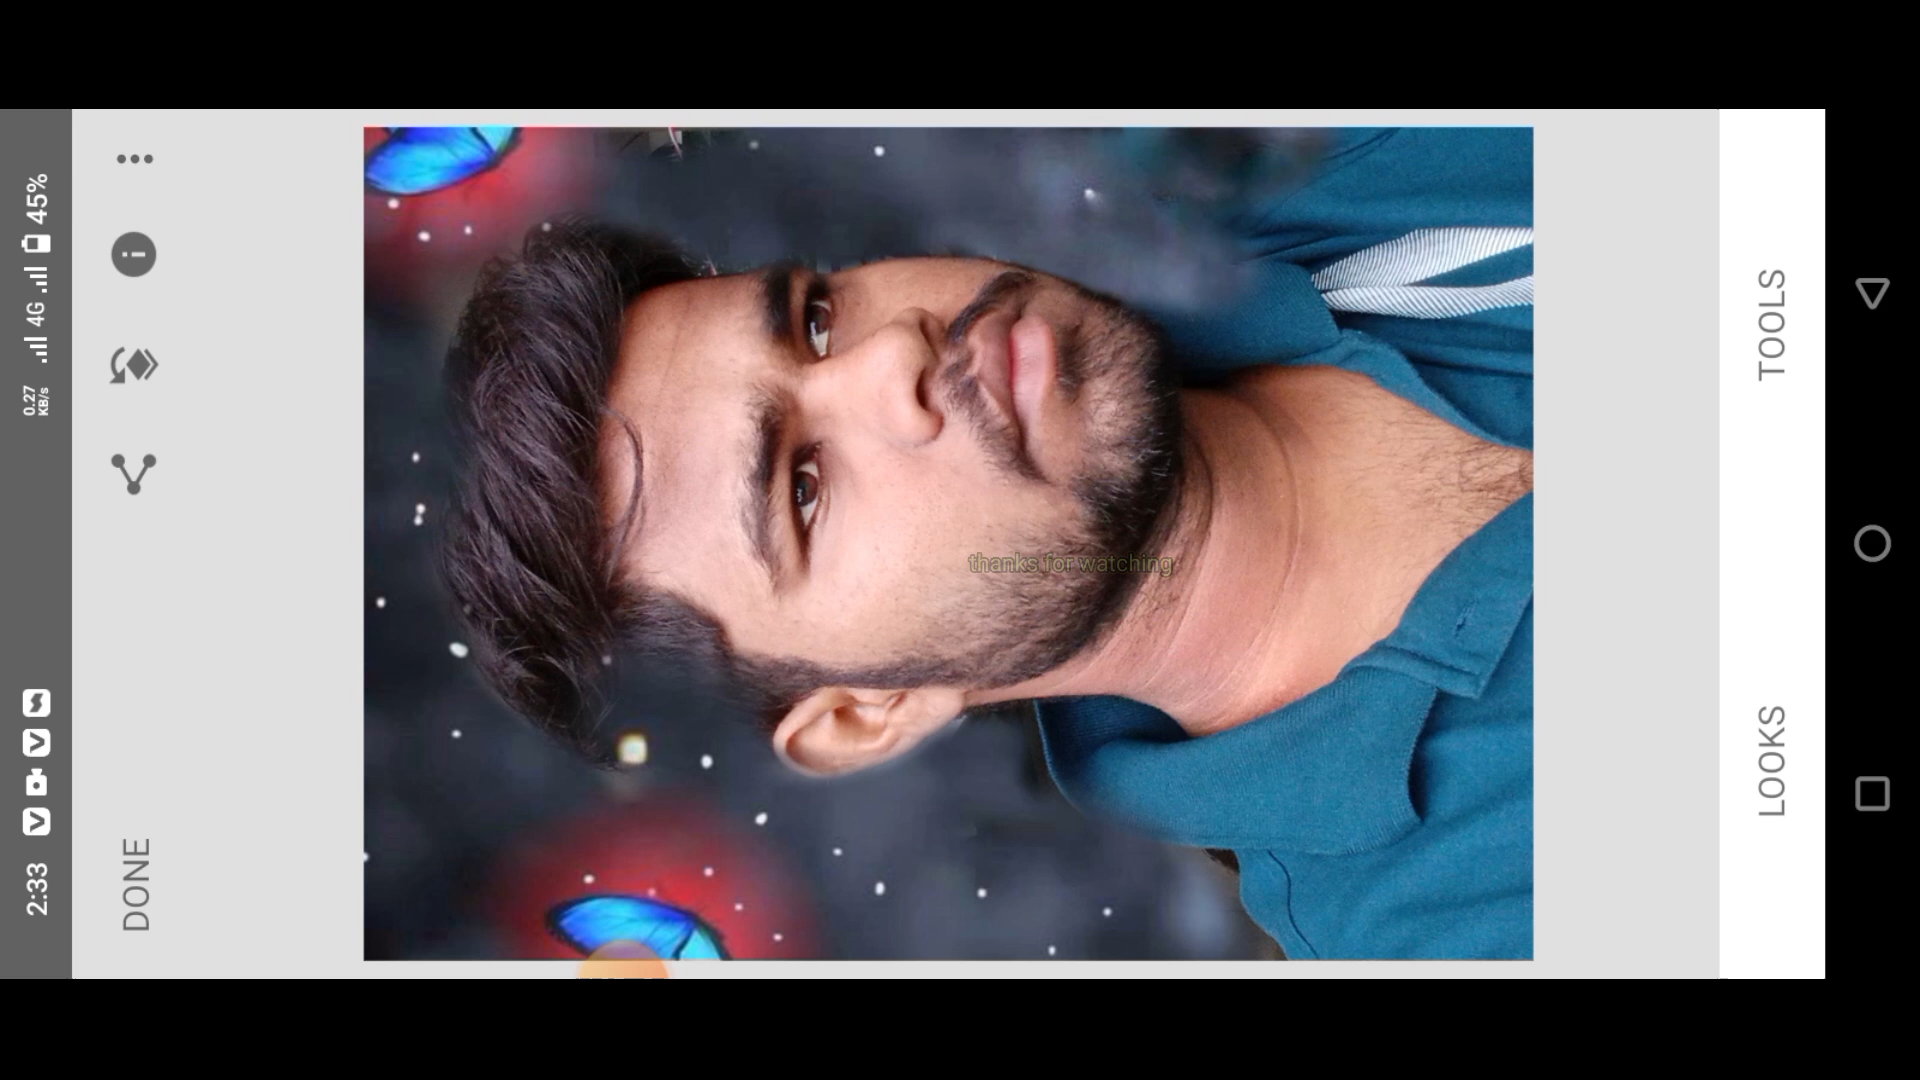 2:33
0.27
KB/s
4G
45%
DONE
thanks for watching
LOOKS
TOOLS